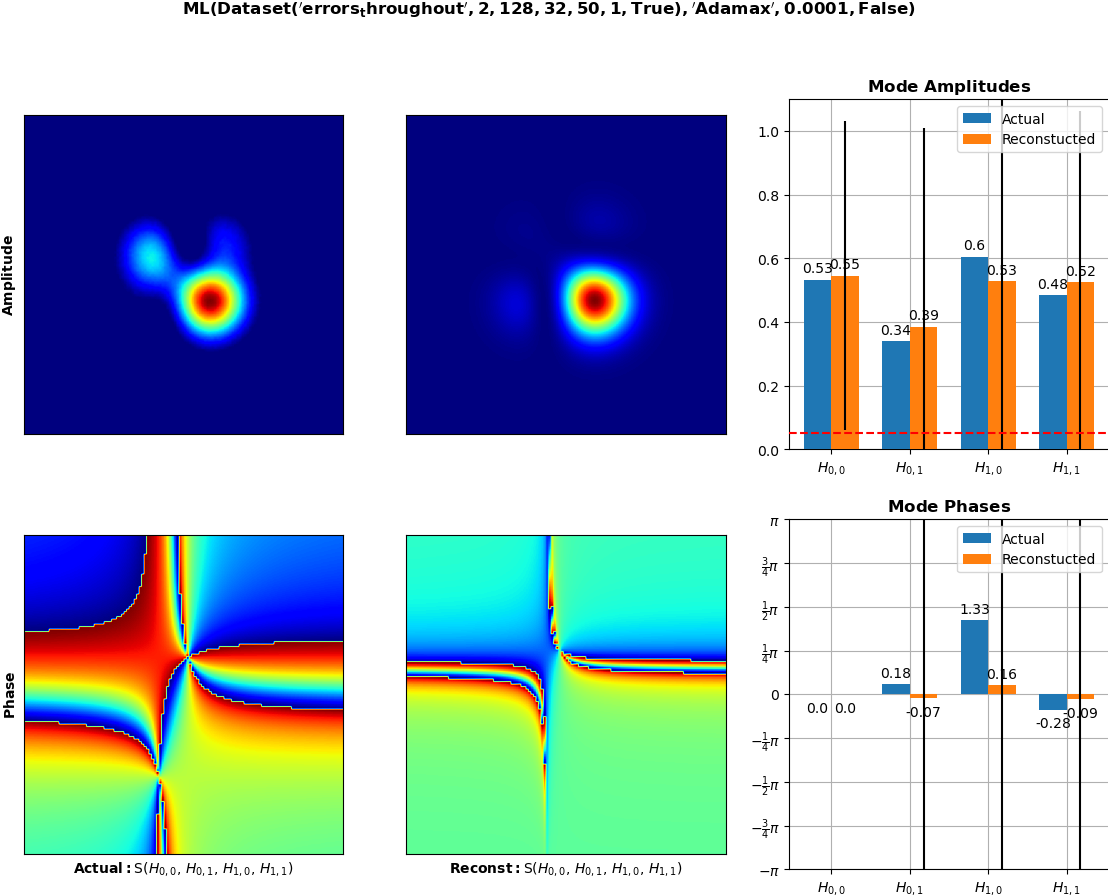 ML(Dataset('errors_throughout', 2, 128, 32, 50, 1, True), 'Adamax', 0.0001, False)
Amplitude
Mode Amplitudes
Actual
Reconstucted
1.0
0.8
0.6
0.4
0.2
0.0
0.53
0.55
0.34
0.39
0.6
0.53
0.48
0.52
H0,0
H0,1
H1,0
H1,1
Phase
Actual: S(H0,0, H0,1, H1,0, H1,1)
Reconst: S(H0,0, H0,1, H1,0, H1,1)
Mode Phases
Actual
Reconstucted
π
3/4π
1/2π
1/4π
0
−1/4π
−1/2π
−3/4π
−π
0.0
0.0
0.18
-0.07
1.33
0.16
-0.28
-0.09
H0,0
H0,1
H1,0
H1,1